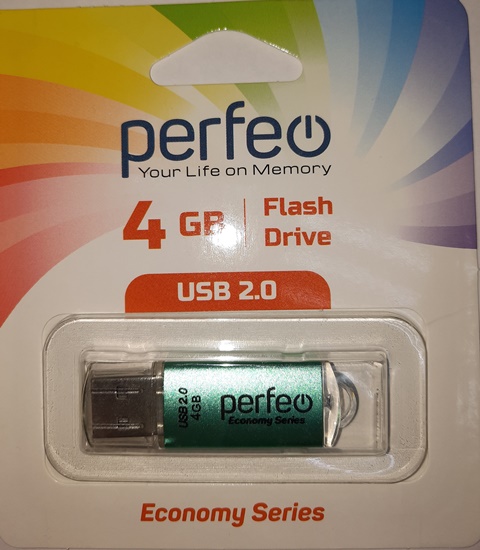 perfeo
Your Life on Memory
4 GB
Flash
Drive
USB 2.0
USB 2.0
4GB
perfeo
Economy Series
Economy Series